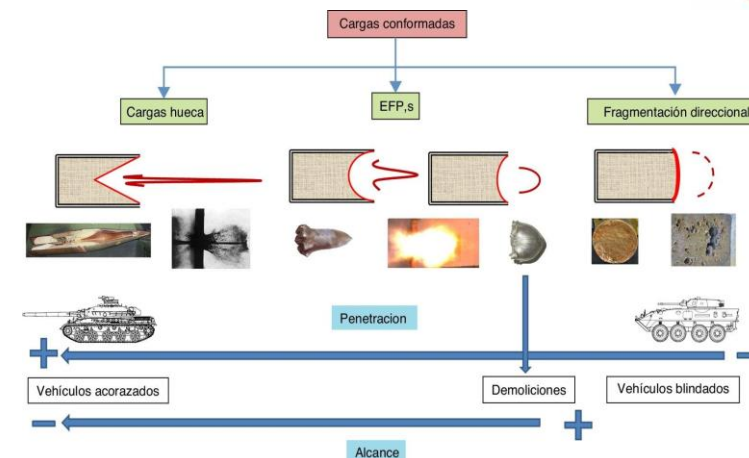 Cargas conformadas
Cargas hueca
EFP,s
Fragmentación direccional
Penetracion
Vehículos acorazados
Demoliciones
Vehículos blindados
Alcance